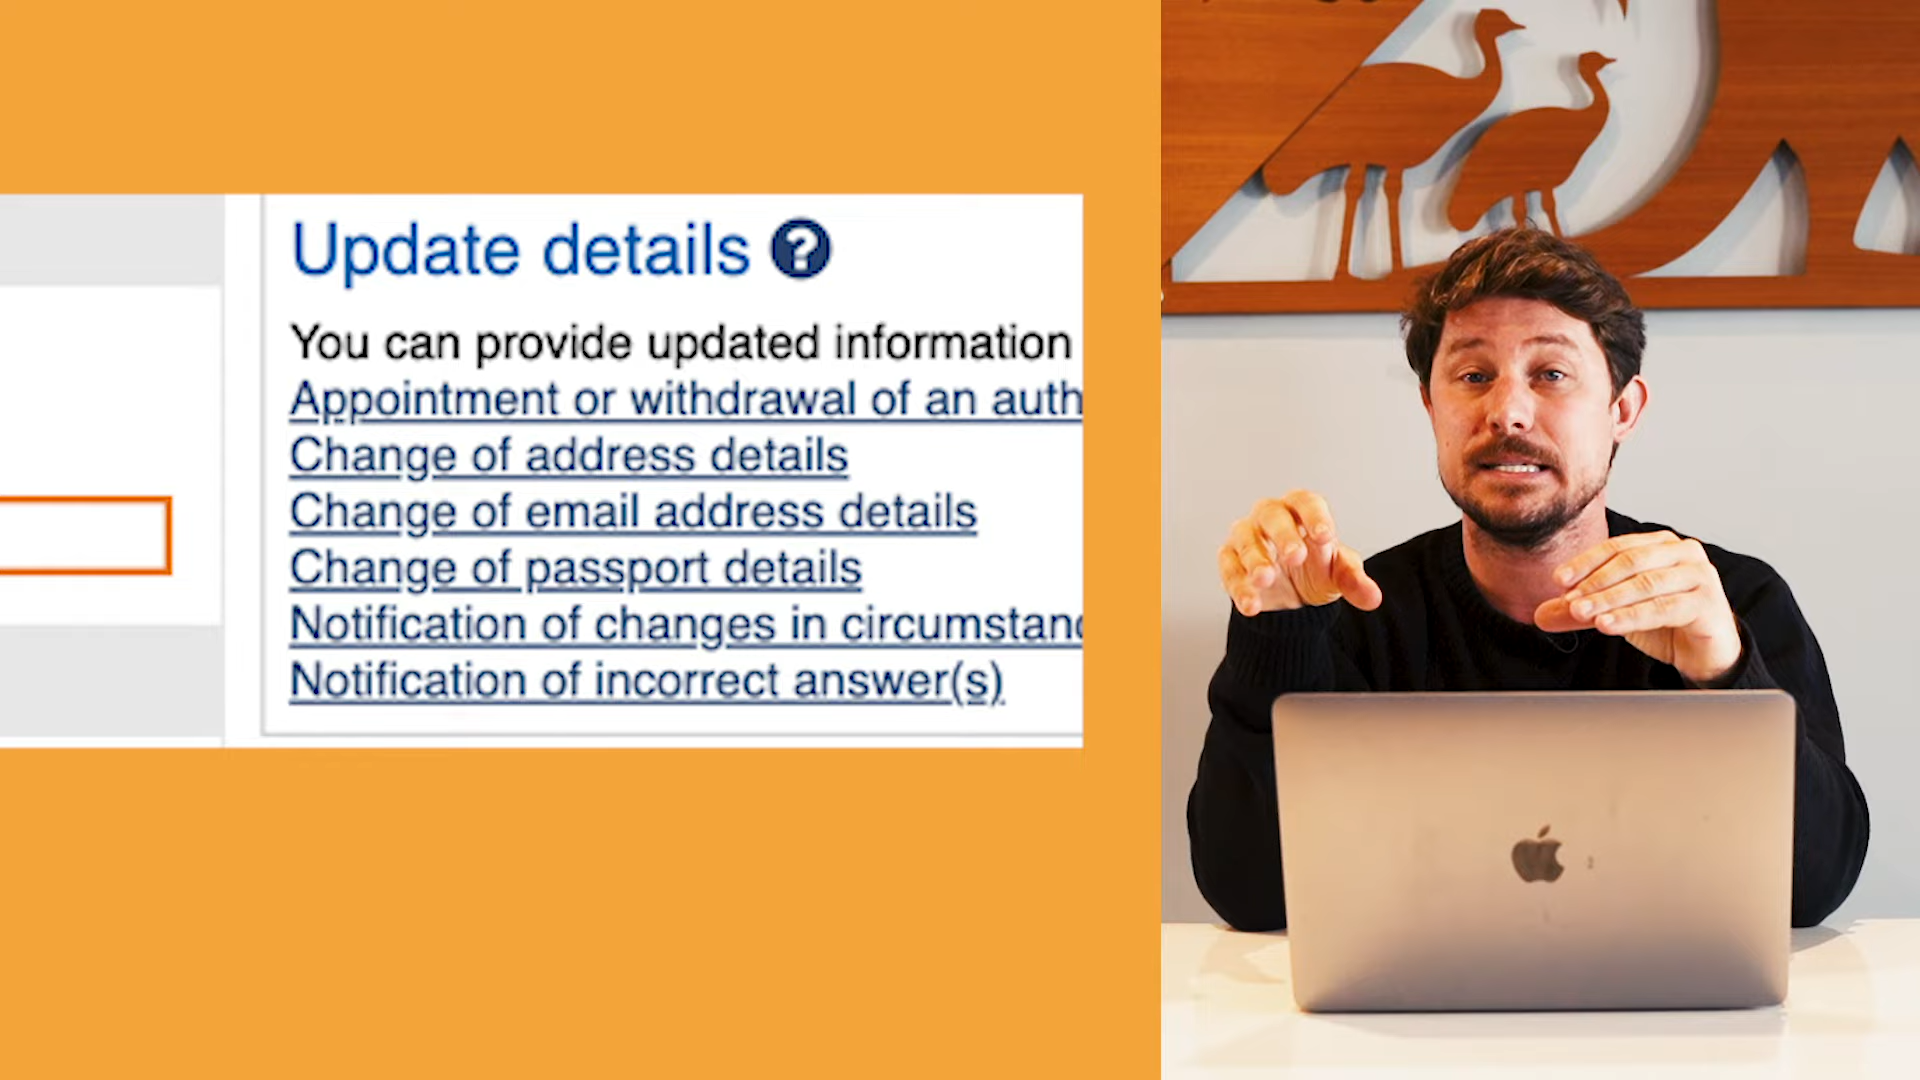 Update details ?
You can provide updated information
Appointment or withdrawal of an auth
Change of address details
Change of email address details
Change of passport details
Notification of changes in circumstanc
Notification of incorrect answer(s)